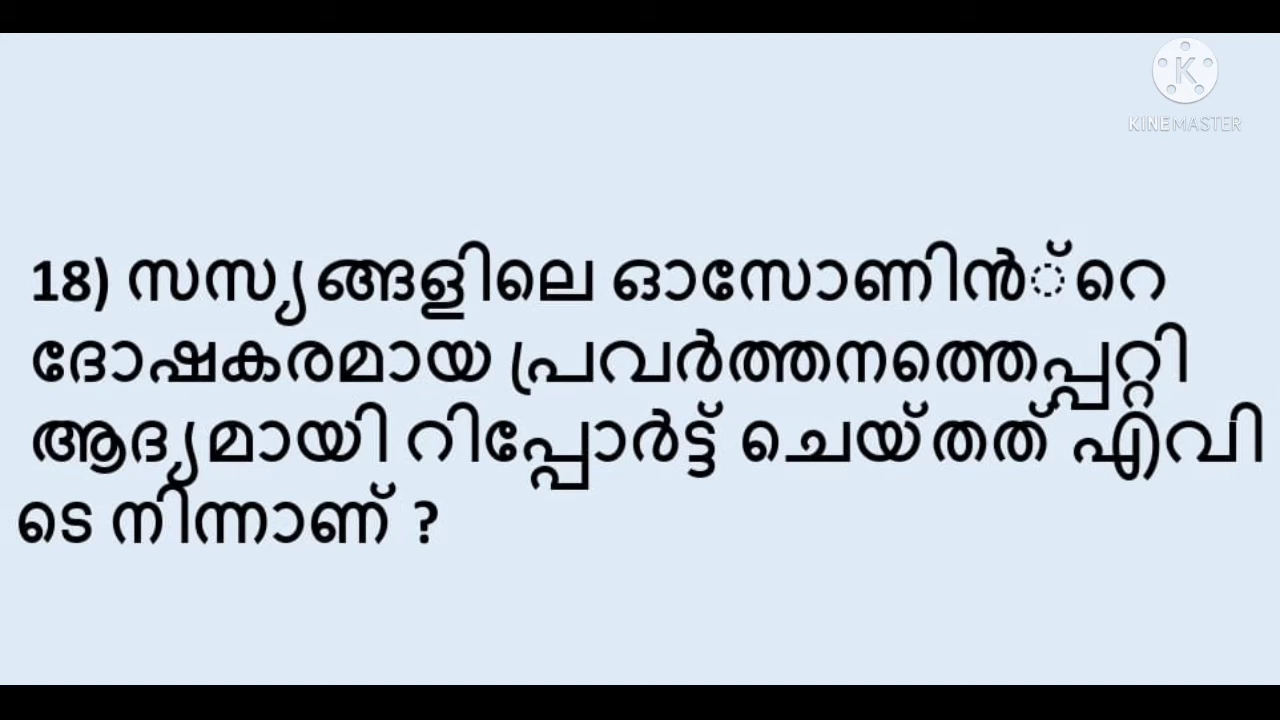 KINEMASTER
18) സസ്യങ്ങളിലെ ഓസോണിൻ്റെ
ദോഷകരമായ പ്രവർത്തനത്തെപ്പറ്റി
ആദ്യമായി റിപ്പോർട്ട് ചെയ്തത് എവി
ടെ നിന്നാണ് ?